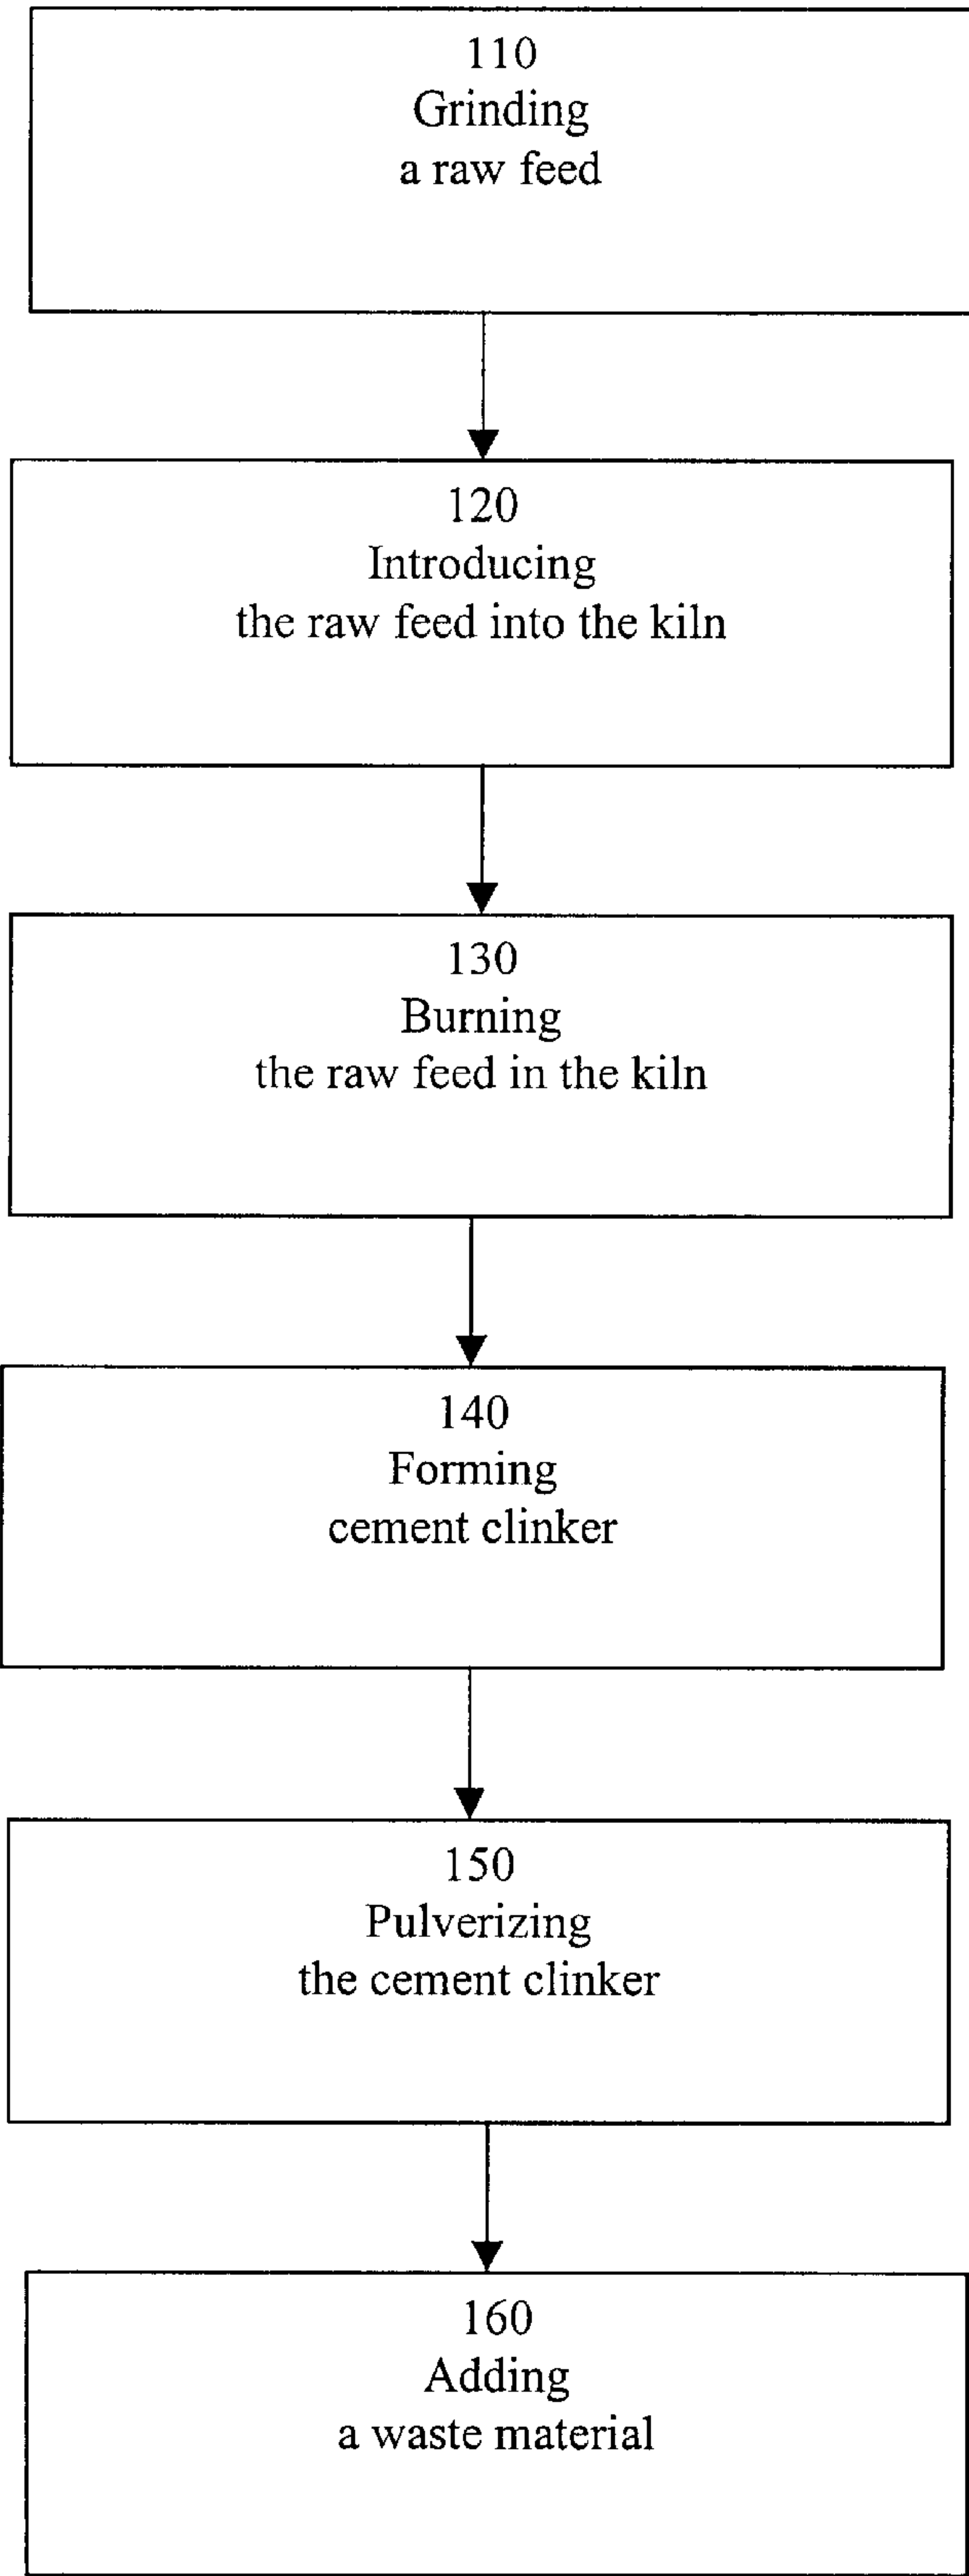 110
Grinding
a raw feed
120
Introducing
the raw feed into the kiln
130
Burning
the raw feed in the kiln
140
Forming
cement clinker
150
Pulverizing
the cement clinker
160
Adding
a waste material